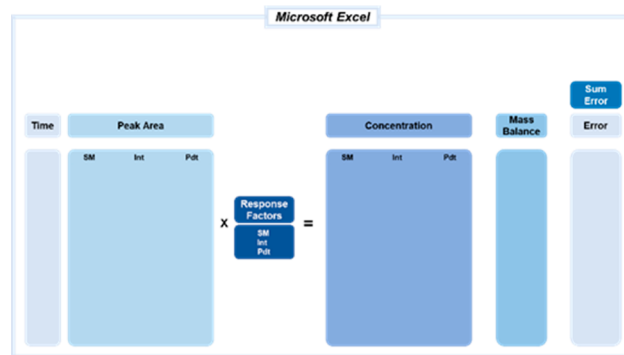 Microsoft Excel
Sum
Error
Time
Peak Area
Concentration
Mass
Balance
Error
SM Int Pdt
SM Int Pdt
x
Response
Factors
=
SM
Int
Pdt